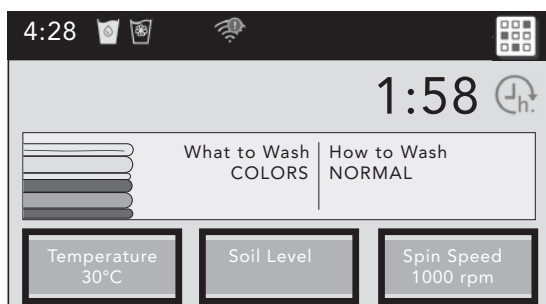 4:28
1:58 h.
What to Wash
COLORS
How to Wash
NORMAL
Temperature
30°C
Soil Level
Spin Speed
1000 rpm